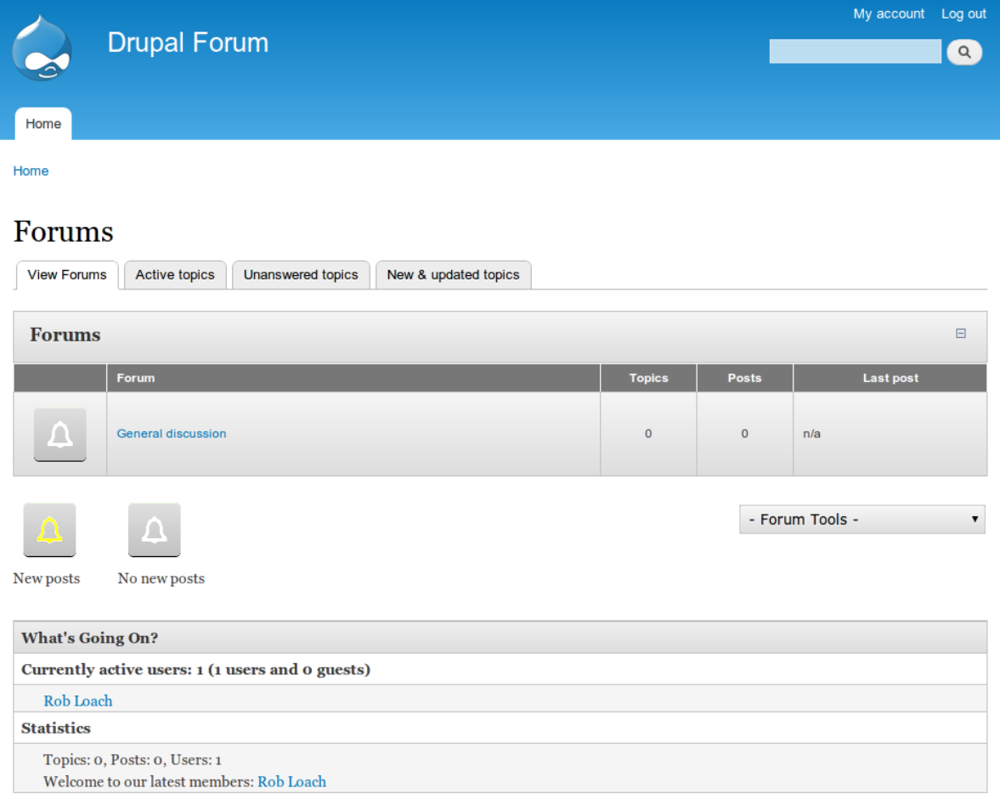 My account Log out
Drupal Forum
Home
Home
Forums
View Forums Active topics Unanswered topics New & updated topics
Forums
Forum Topics Posts Last post
General discussion 0 0 n/a
- Forum Tools -
New posts No new posts
What's Going On?
Currently active users: 1 (1 users and 0 guests)
Rob Loach
Statistics
Topics: 0, Posts: 0, Users: 1
Welcome to our latest members: Rob Loach